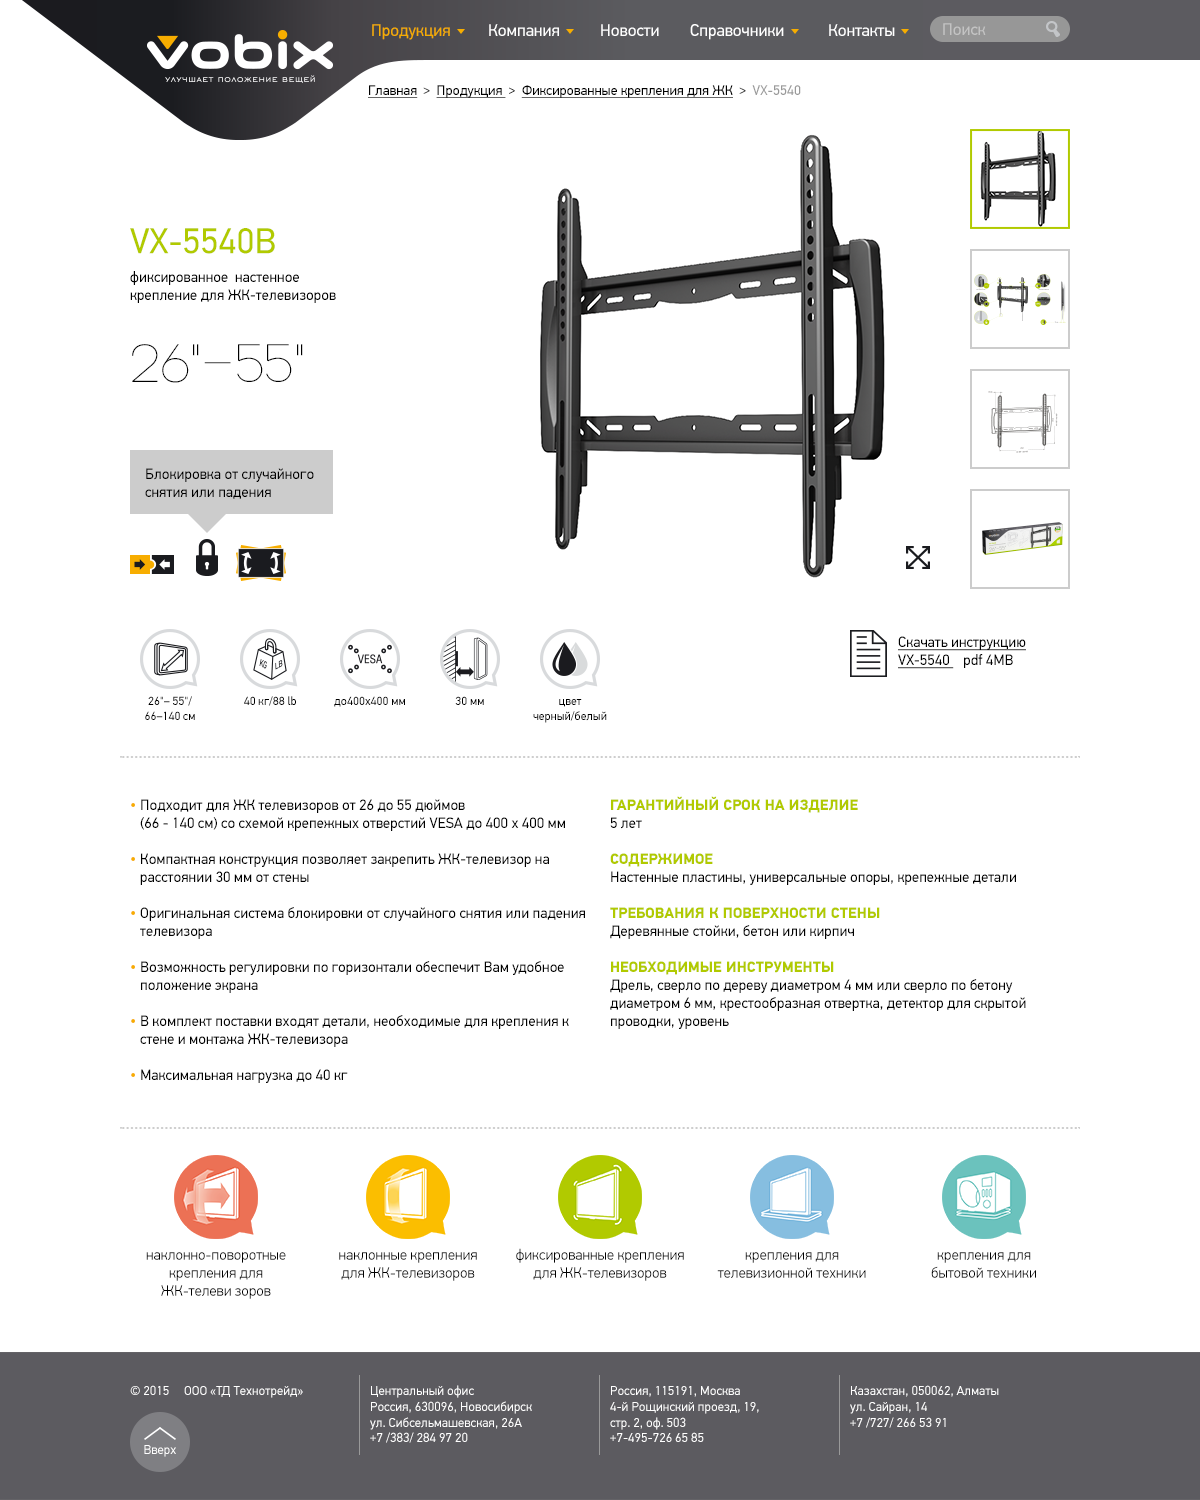 Продукция
Компания
Новости
Справочники
Контакты
Поиск
vobix
УЛУЧШАЕТ ПОЛОЖЕНИЕ ВЕЩЕЙ
Главная > Продукция > Фиксированные крепления для ЖК > VX-5540
VX-5540B
фиксированное настенное
крепление для ЖК-телевизоров
26"–55"
Блокировка от случайного
снятия или падения
KG LB
VESA
26"– 55"/
66–140 см
40 кг/88 lb
до400х400 мм
30 мм
цвет
черный/белый
Скачать инструкцию
VX-5540 pdf 4MB
• Подходит для ЖК телевизоров от 26 до 55 дюймов
(66 - 140 см) со схемой крепежных отверстий VESA до 400 х 400 мм
• Компактная конструкция позволяет закрепить ЖК-телевизор на
расстоянии 30 мм от стены
• Оригинальная система блокировки от случайного снятия или падения
телевизора
• Возможность регулировки по горизонтали обеспечит Вам удобное
положение экрана
• В комплект поставки входят детали, необходимые для крепления к
стене и монтажа ЖК-телевизора
• Максимальная нагрузка до 40 кг
ГАРАНТИЙНЫЙ СРОК НА ИЗДЕЛИЕ
5 лет
СОДЕРЖИМОЕ
Настенные пластины, универсальные опоры, крепежные детали
ТРЕБОВАНИЯ К ПОВЕРХНОСТИ СТЕНЫ
Деревянные стойки, бетон или кирпич
НЕОБХОДИМЫЕ ИНСТРУМЕНТЫ
Дрель, сверло по дереву диаметром 4 мм или сверло по бетону
диаметром 6 мм, крестообразная отвертка, детектор для скрытой
проводки, уровень
наклонно-поворотные
крепления для
ЖК-телеви зоров
наклонные крепления
для ЖК-телевизоров
фиксированные крепления
для ЖК-телевизоров
крепления для
телевизионной техники
крепления для
бытовой техники
© 2015 ООО «ТД Технотрейд»
Вверх
Центральный офис
Россия, 630096, Новосибирск
ул. Сибсельмашевская, 26А
+7 /383/ 284 97 20
Россия, 115191, Москва
4-й Рощинский проезд, 19,
стр. 2, оф. 503
+7-495-726 65 85
Казахстан, 050062, Алматы
ул. Сайран, 14
+7 /727/ 266 53 91